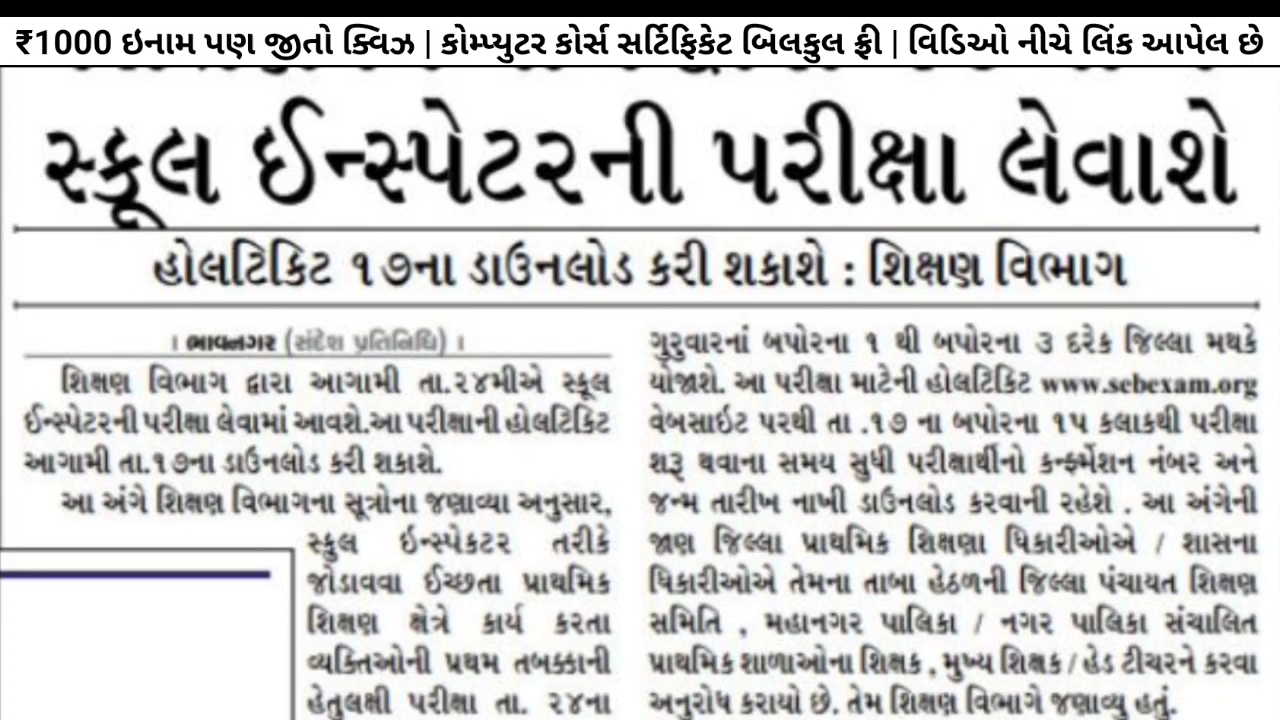 ₹1000 ઇનામ પણ જીતો ક્વિઝ | કોમ્પ્યુટર કોર્સ સર્ટિફિકેટ બિલકુલ ફ્રી | વિડિઓ નીચે લિંક આપેલ છે
સ્કૂલ ઈન્સ્પેટરની પરીક્ષા લેવાશે
હોલટિકિટ ૧૭ના ડાઉનલોડ કરી શકાશે : શિક્ષણ વિભાગ
। ભાવનગર (સંદેશ પ્રતિનિધિ) ।
શિક્ષણ વિભાગ દ્વારા આગામી તા.૨૪મીએ સ્કૂલ
ઈન્સ્પેટરની પરીક્ષા લેવામાં આવશે.આ પરીક્ષાની હોલટિકિટ
આગામી તા.૧૭ના ડાઉનલોડ કરી શકાશે.
આ અંગે શિક્ષણ વિભાગના સૂત્રોના જણાવ્યા અનુસાર,
સ્કુલ ઇન્સ્પેકટર તરીકે
જોડાવવા ઈચ્છતા પ્રાથમિક
શિક્ષણ ક્ષેત્રે કાર્ય કરતા
વ્યક્તિઓની પ્રથમ તબક્કાની
હેતુલક્ષી પરીક્ષા તા. ૨૪ના
ગુરુવારનાં બપોરના ૧ થી બપોરના ૩ દરેક જિલ્લા મથકે
યોજાશે. આ પરીક્ષા માટેની હોલટિકિટ www.sebexam.org
વેબસાઇટ પરથી તા .૧૭ ના બપોરના ૧૫ કલાકથી પરીક્ષા
શરૂ થવાના સમય સુધી પરીક્ષાર્થીનો કન્ફર્મેશન નંબર અને
જન્મ તારીખ નાખી ડાઉનલોડ કરવાની રહેશે . આ અંગેની
જાણ જિલ્લા પ્રાથમિક શિક્ષણા ધિકારીઓએ / શાસના
ધિકારીઓએ તેમના તાબા હેઠળની જિલ્લા પંચાયત શિક્ષણ
સમિતિ , મહાનગર પાલિકા / નગર પાલિકા સંચાલિત
પ્રાથમિક શાળાઓના શિક્ષક , મુખ્ય શિક્ષક / હેડ ટીચરને કરવા
અનુરોધ કરાયો છે. તેમ શિક્ષણ વિભાગે જણાવ્યુ હતું.